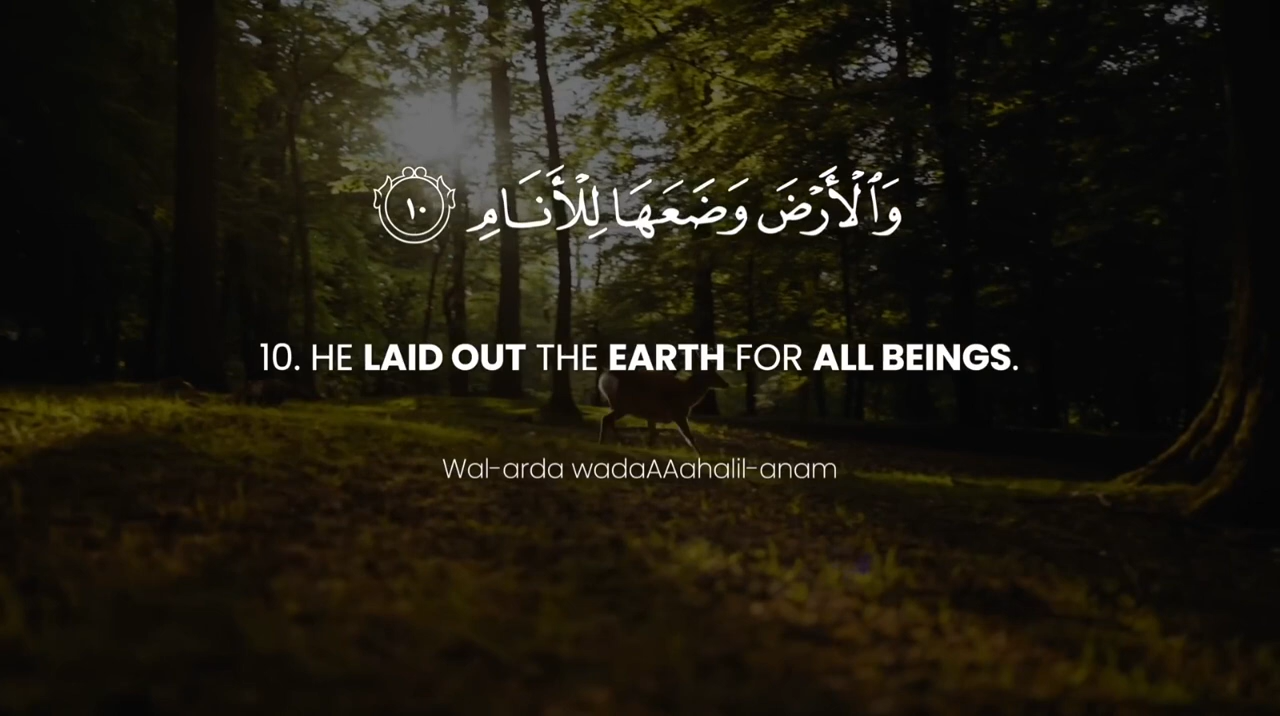 وَٱلْأَرْضَ وَضَعَهَا لِلْأَنَامِ ١٠
10. HE LAID OUT THE EARTH FOR ALL BEINGS.
Wal-arda wadaAAahalil-anam